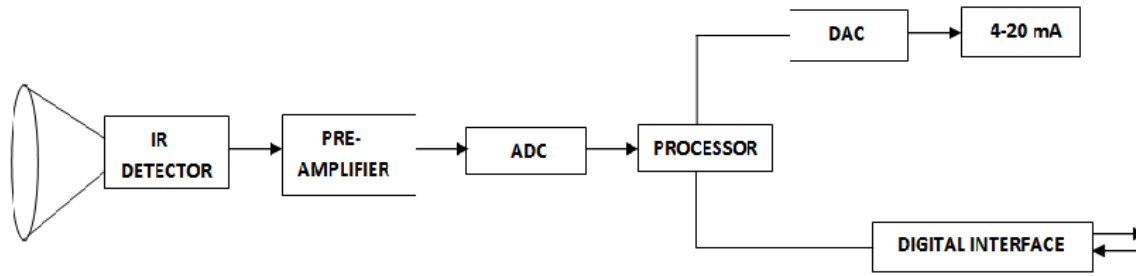 IR
DETECTOR
PRE-
AMPLIFIER
ADC
PROCESSOR
DAC
4-20 mA
DIGITAL INTERFACE